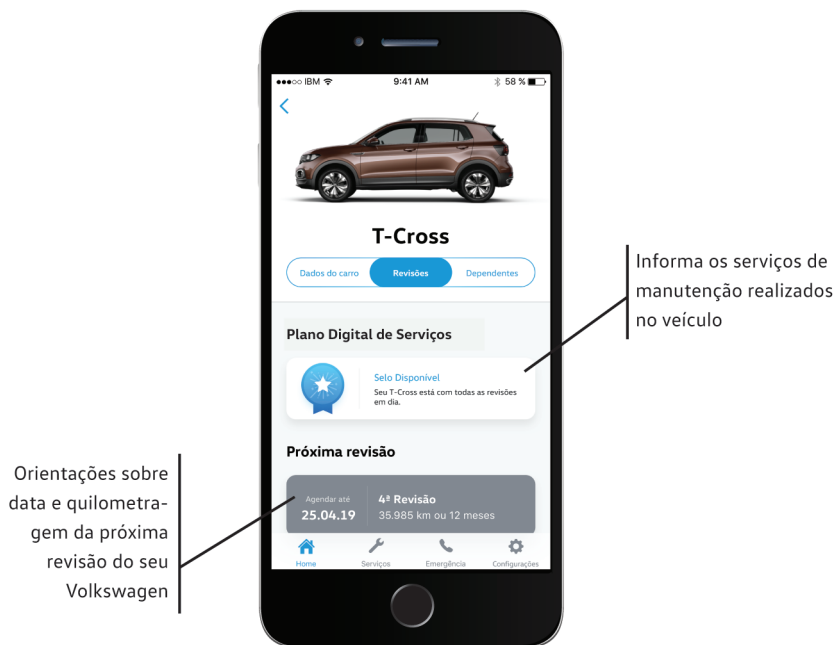 IBM 9:41 AM 58 %
T-Cross
Dados do carro Revisões Dependentes
Plano Digital de Serviços
Selo Disponível
Seu T-Cross está com todas as revisões
em dia.
Próxima revisão
Agendar até
25.04.19
4ª Revisão
35.985 km ou 12 meses
Home Serviços Emergência Configurações
Informa os serviços de
manutenção realizados
no veículo
Orientações sobre
data e quilometra-
gem da próxima
revisão do seu
Volkswagen